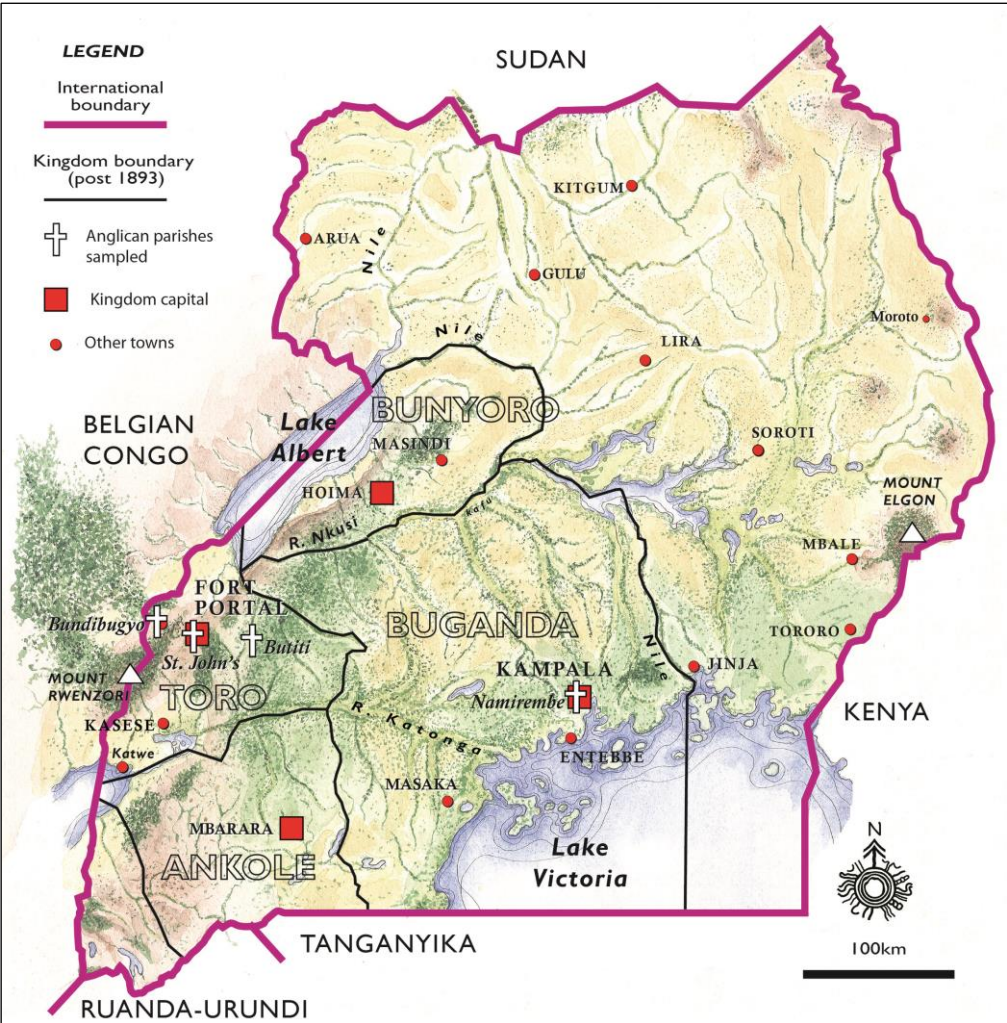 LEGEND
International
boundary
Kingdom boundary
(post 1893)
Anglican parishes
sampled
Kingdom capital
Other towns
SUDAN
KITGUM
ARUA
Nile
GULU
Moroto
Nile
LIRA
BELGIAN
CONGO
Lake
Albert
BUNYORO
MASINDI
SOROTI
HOIMA
MOUNT
ELGON
R. Nkusi
Kafu
MBALE
FORT
PORTAL
BUGANDA
Bundibugyo
Butiti
TORORO
St. John's
MOUNT
RWENZORI
TORO
KAMPALA
Nile
JINJA
Namirembe
KENYA
KASESE
R. Katonga
ENTEBBE
Katwe
MASAKA
MBARARA
ANKOLE
Lake
Victoria
N
100km
TANGANYIKA
RUANDA-URUNDI